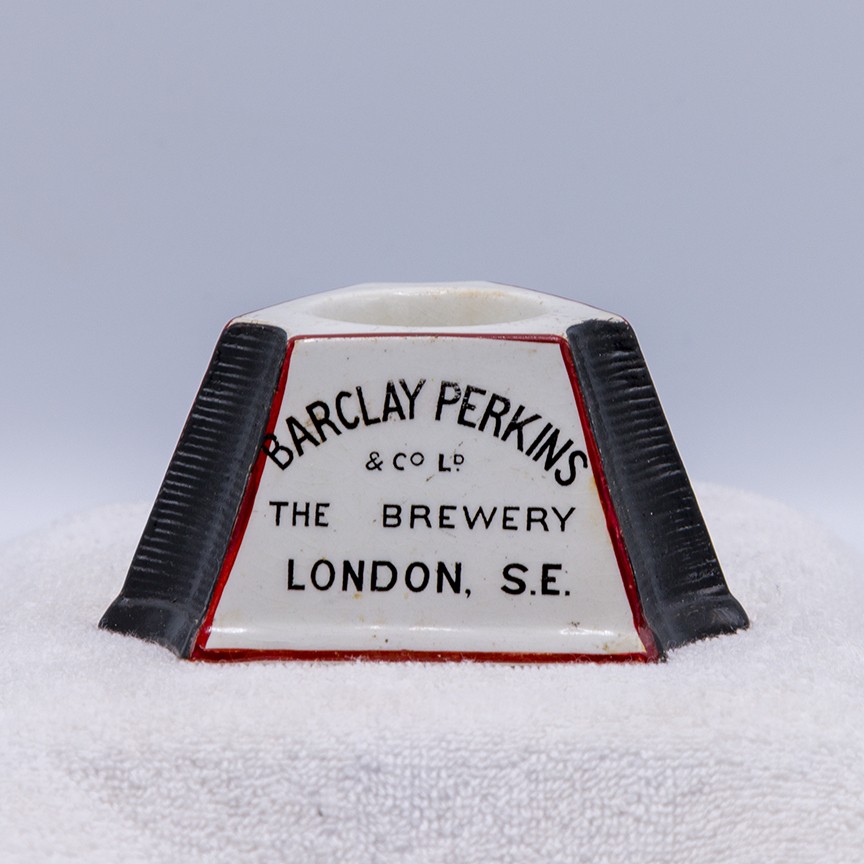 BARCLAY PERKINS
& Cº Lᴰ
THE BREWERY
LONDON, S.E.